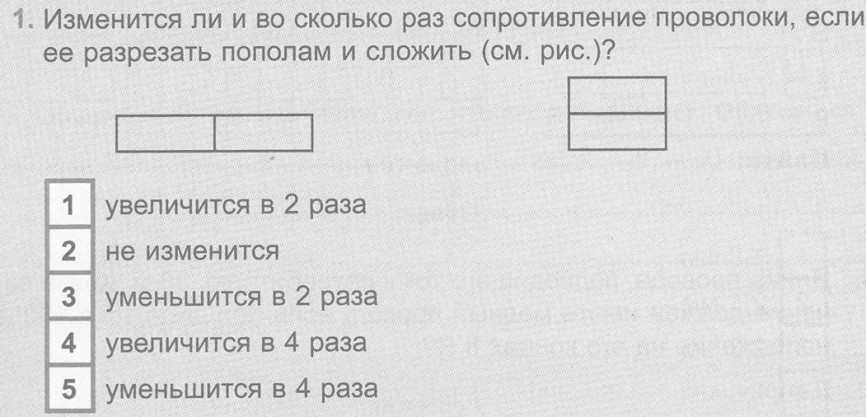 1. Изменится ли и во сколько раз сопротивление проволоки, если
ее разрезать пополам и сложить (см. рис.)?
1 увеличится в 2 раза
2 не изменится
3 уменьшится в 2 раза
4 увеличится в 4 раза
5 уменьшится в 4 раза